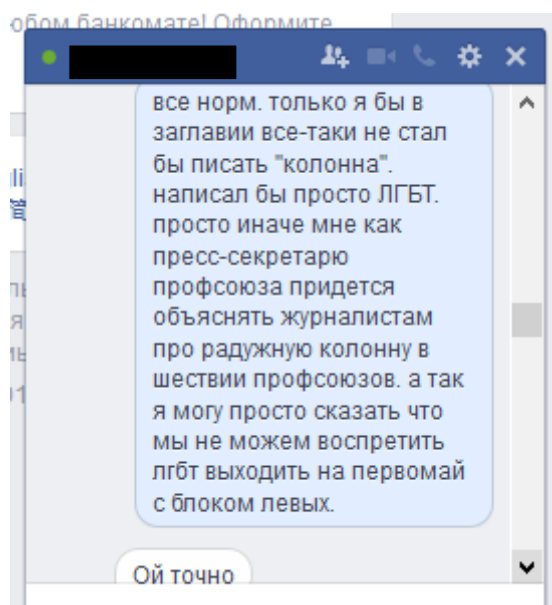 любом банкомате! Оформите
все норм. только я бы в
заглавии все-таки не стал
бы писать "колонна".
написал бы просто ЛГБТ.
просто иначе мне как
пресс-секретарю
профсоюза придется
объяснять журналистам
про радужную колонну в
шествии профсоюзов. а так
я могу просто сказать что
мы не можем воспретить
лгбт выходить на первомай
с блоком левых.
Ой точно